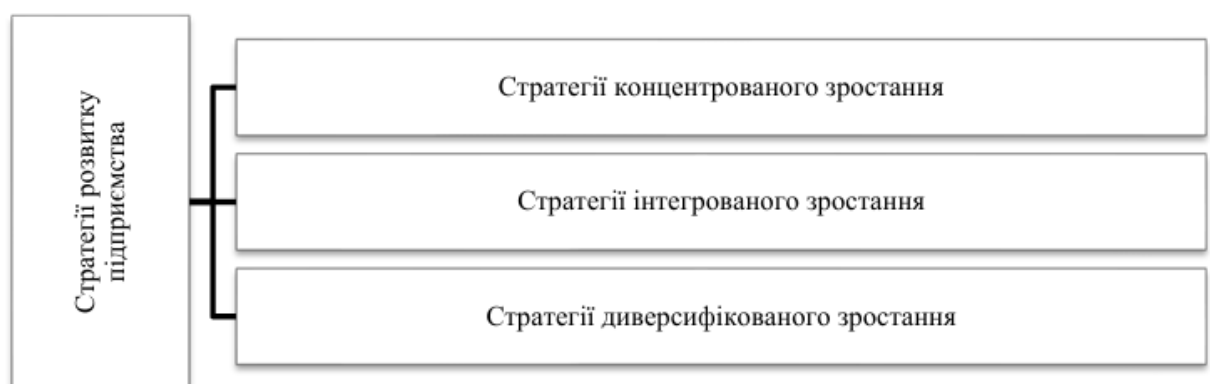 Стратегії розвитку
підприємства
Стратегії концентрованого зростання
Стратегії інтегрованого зростання
Стратегії диверсифікованого зростання